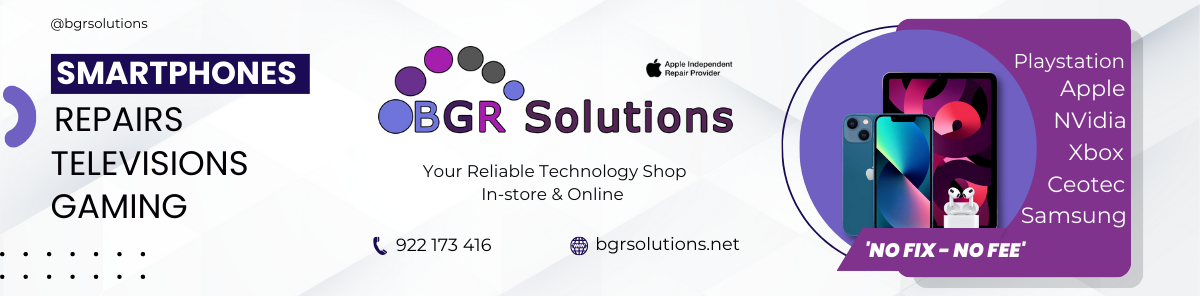 @bgrsolutions
SMARTPHONES
REPAIRS
TELEVISIONS
GAMING
Apple Independent
Repair Provider
BGR Solutions
Your Reliable Technology Shop
In-store & Online
922 173 416
bgrsolutions.net
Playstation
Apple
NVidia
Xbox
Ceotec
Samsung
'NO FIX - NO FEE'